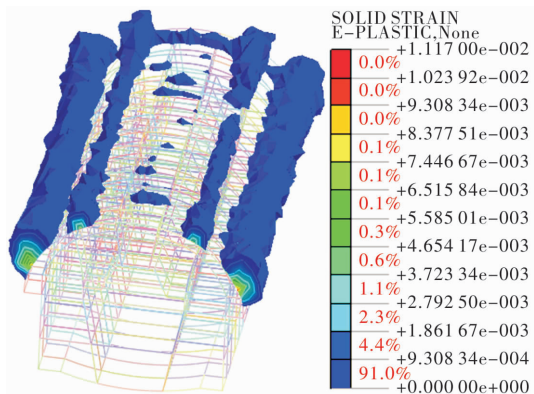 SOLID STRAIN
E-PLASTIC,None
+1.117 00e-002
0.0%
+1.023 92e-002
0.0%
+9.308 34e-003
0.0%
+8.377 51e-003
0.1%
+7.446 67e-003
0.1%
+6.515 84e-003
0.1%
+5.585 01e-003
0.3%
+4.654 17e-003
0.6%
+3.723 34e-003
1.1%
+2.792 50e-003
2.3%
+1.861 67e-003
4.4%
+9.308 34e-004
91.0%
+0.000 00e+000